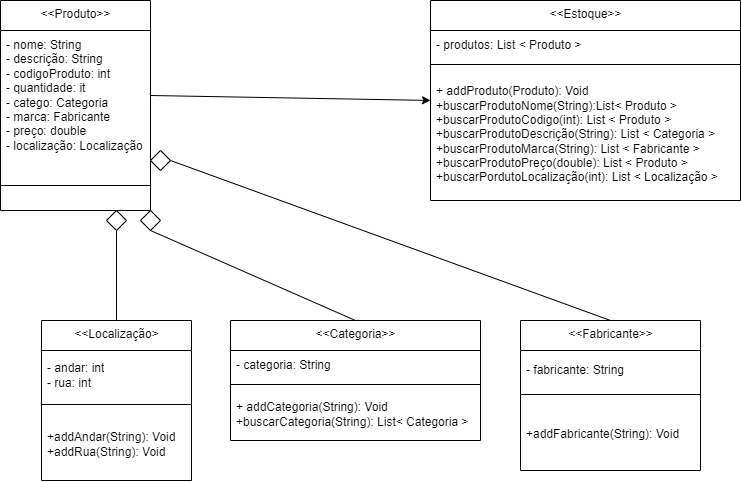 <<Produto>>
- nome: String
- descrição: String
- codigoProduto: int
- quantidade: it
- catego: Categoria
- marca: Fabricante
- preço: double
- localização: Localização
<<Estoque>>
- produtos: List < Produto >
+ addProduto(Produto): Void
+buscarProdutoNome(String):List< Produto >
+buscarProdutoCodigo(int): List < Produto >
+buscarProdutoDescrição(String): List < Categoria >
+buscarProdutoMarca(String): List < Fabricante >
+buscarProdutoPreço(double): List < Produto >
+buscarPordutoLocalização(int): List < Localização >
<<Localização>
- andar: int
- rua: int
+addAndar(String): Void
+addRua(String): Void
<<Categoria>>
- categoria: String
+ addCategoria(String): Void
+buscarCategoria(String): List< Categoria >
<<Fabricante>>
- fabricante: String
+addFabricante(String): Void